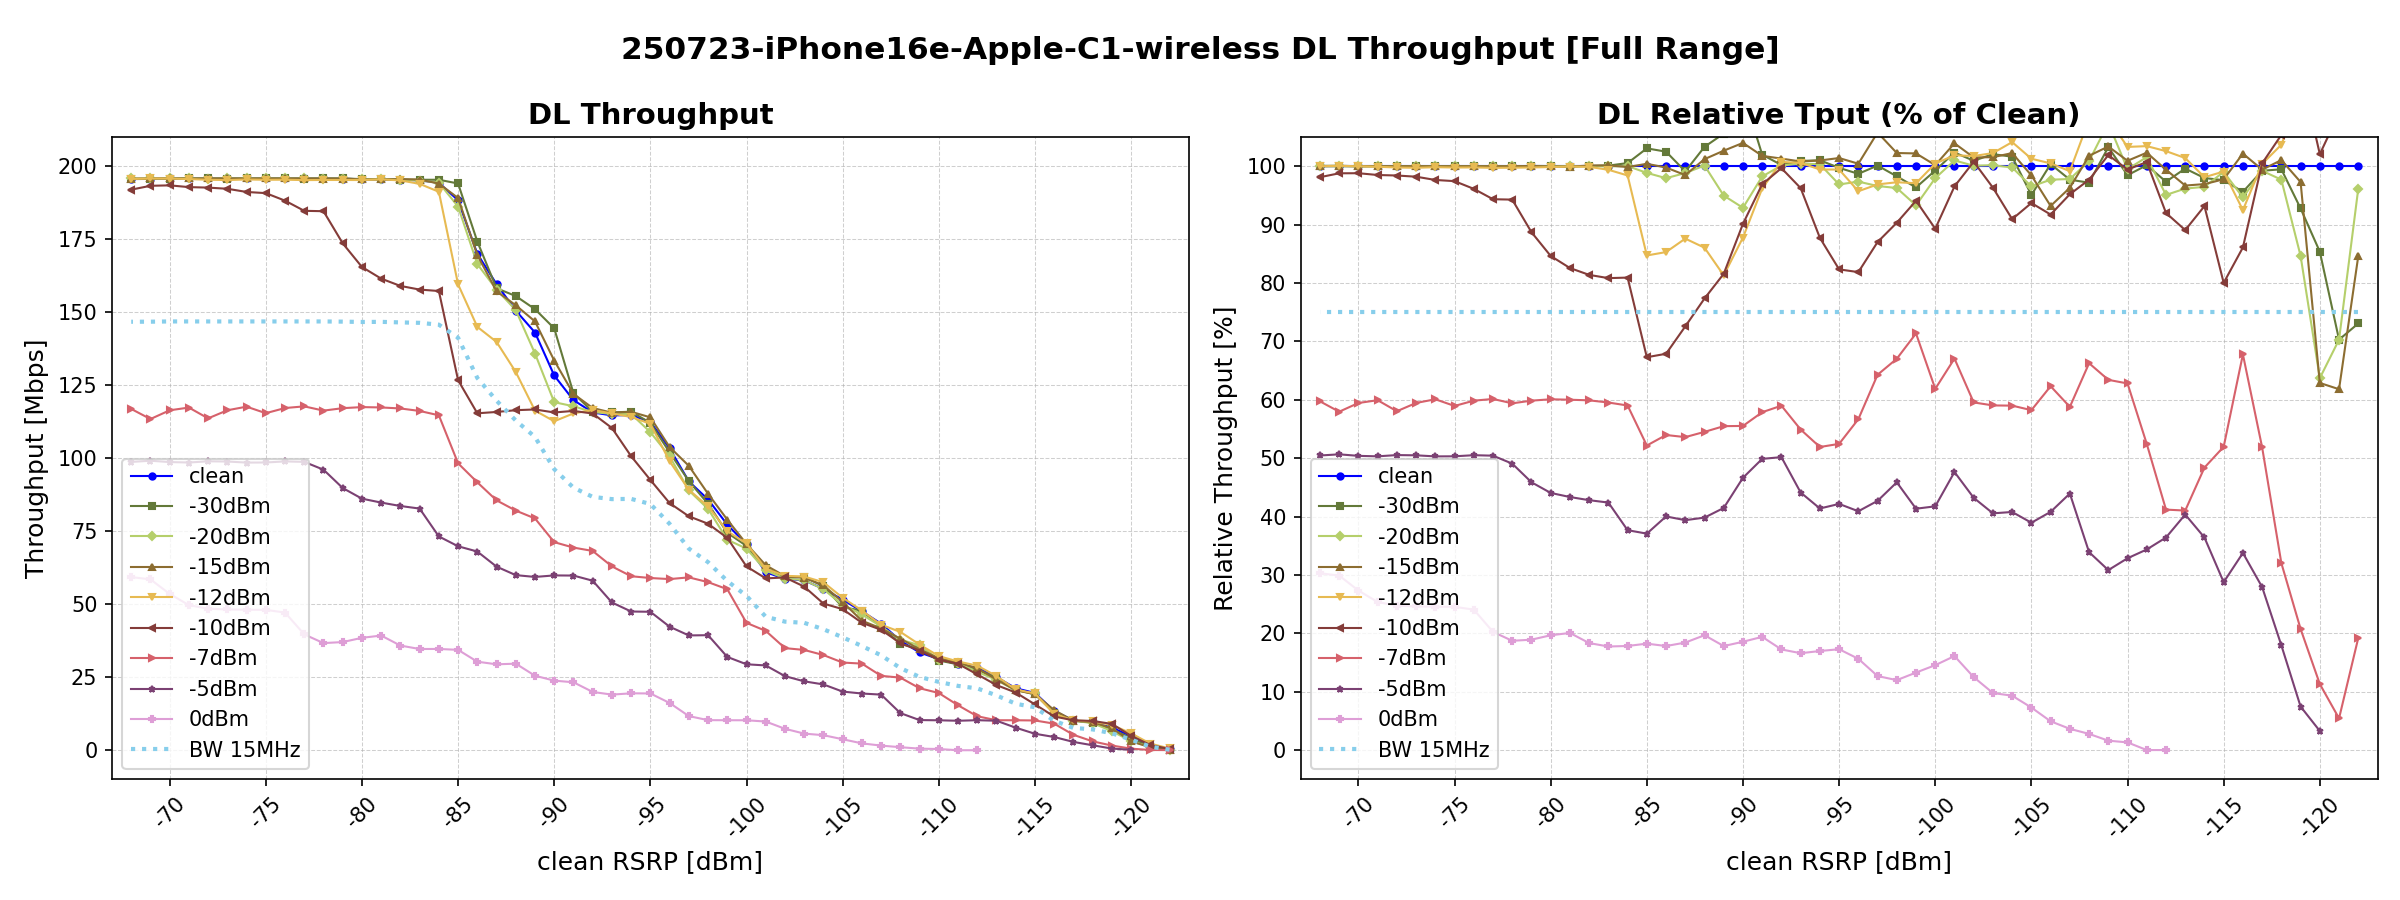 250723-iPhone16e-Apple-C1-wireless DL Throughput [Full Range]
DL Throughput
Throughput [Mbps]
200
175
150
125
100
75
50
25
0
clean
-30dBm
-20dBm
-15dBm
-12dBm
-10dBm
-7dBm
-5dBm
0dBm
BW 15MHz
-70
-75
-80
-85
-90
-95
-100
-105
-110
-115
-120
clean RSRP [dBm]
DL Relative Tput (% of Clean)
Relative Throughput [%]
100
90
80
70
60
50
40
30
20
10
0
clean
-30dBm
-20dBm
-15dBm
-12dBm
-10dBm
-7dBm
-5dBm
0dBm
BW 15MHz
-70
-75
-80
-85
-90
-95
-100
-105
-110
-115
-120
clean RSRP [dBm]